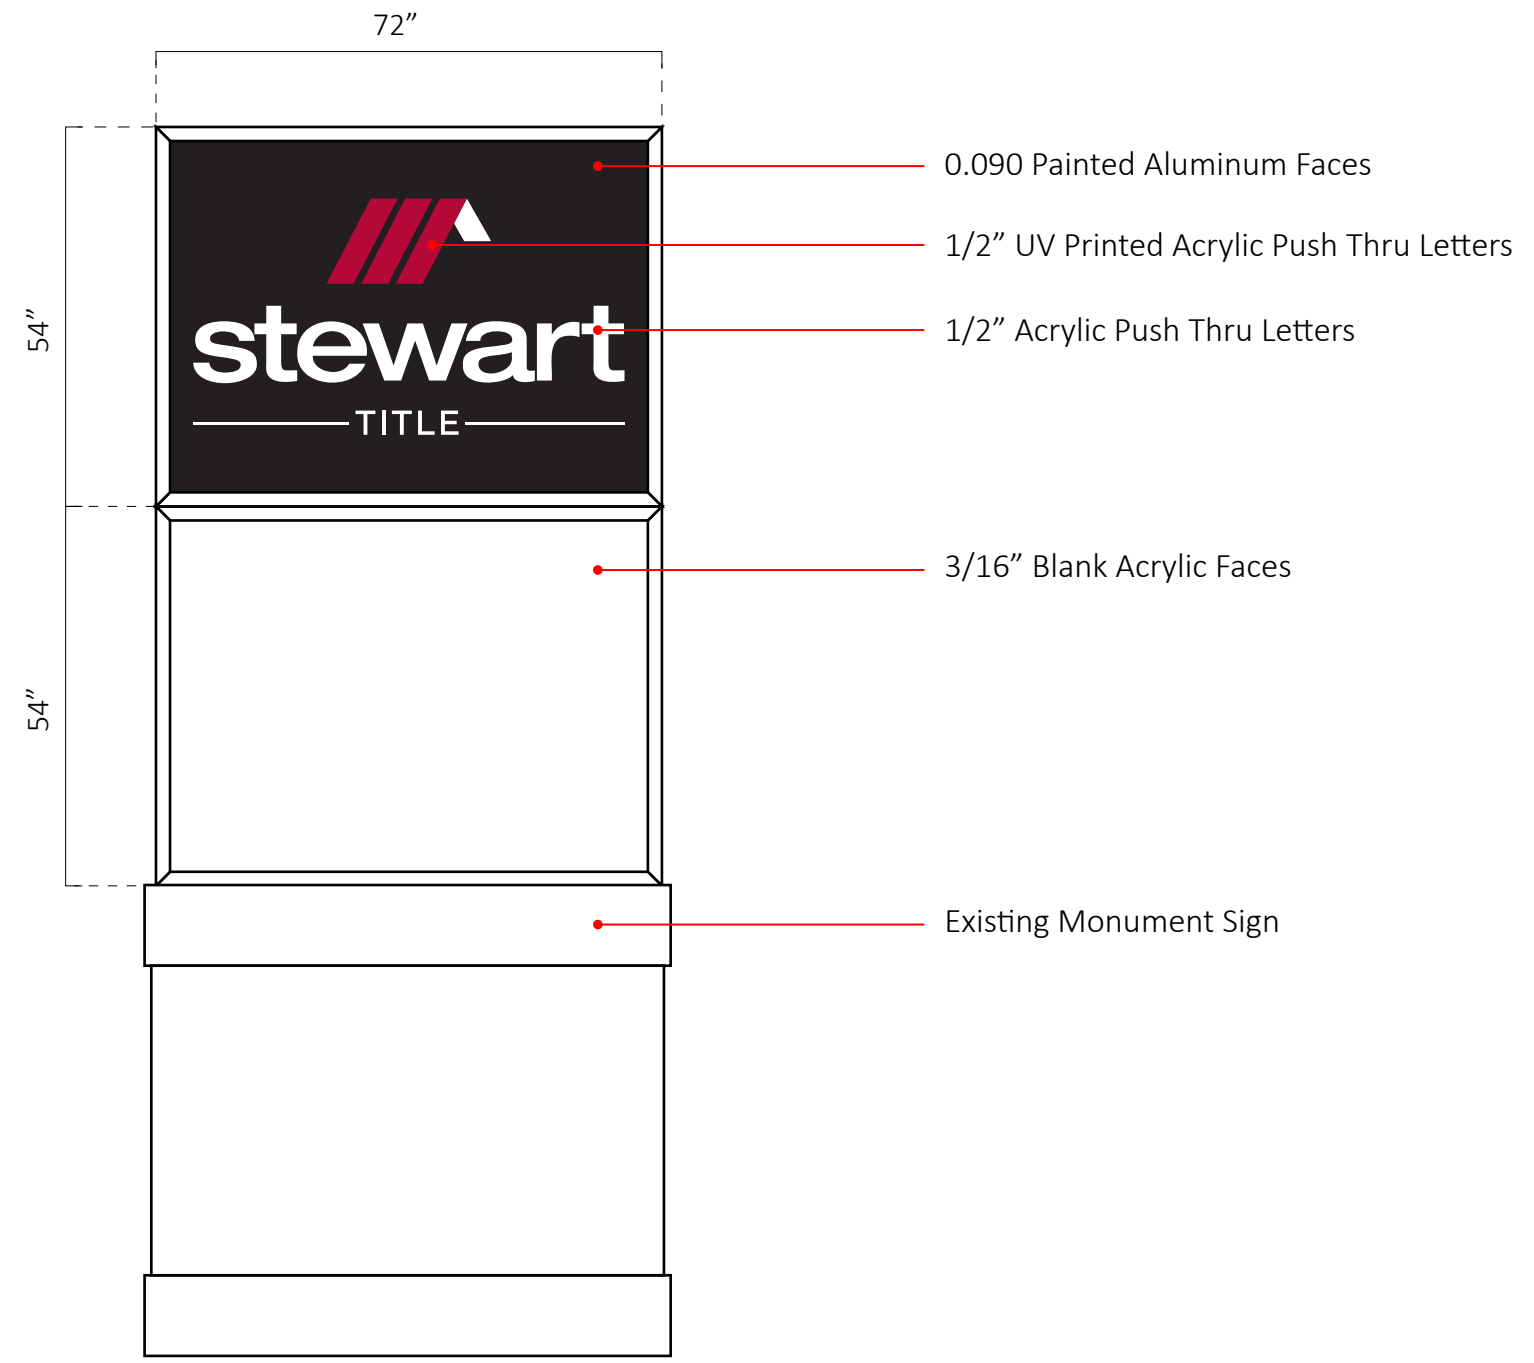 72”
0.090 Painted Aluminum Faces
1/2” UV Printed Acrylic Push Thru Letters
54”
stewart
1/2” Acrylic Push Thru Letters
TITLE
3/16” Blank Acrylic Faces
54”
Existing Monument Sign